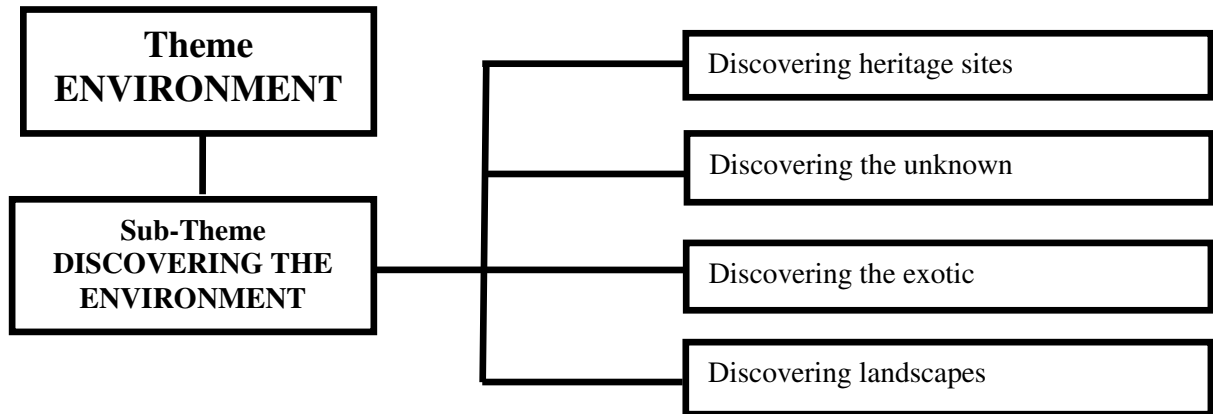 Theme
ENVIRONMENT
Sub-Theme
DISCOVERING THE
ENVIRONMENT
Discovering heritage sites
Discovering the unknown
Discovering the exotic
Discovering landscapes